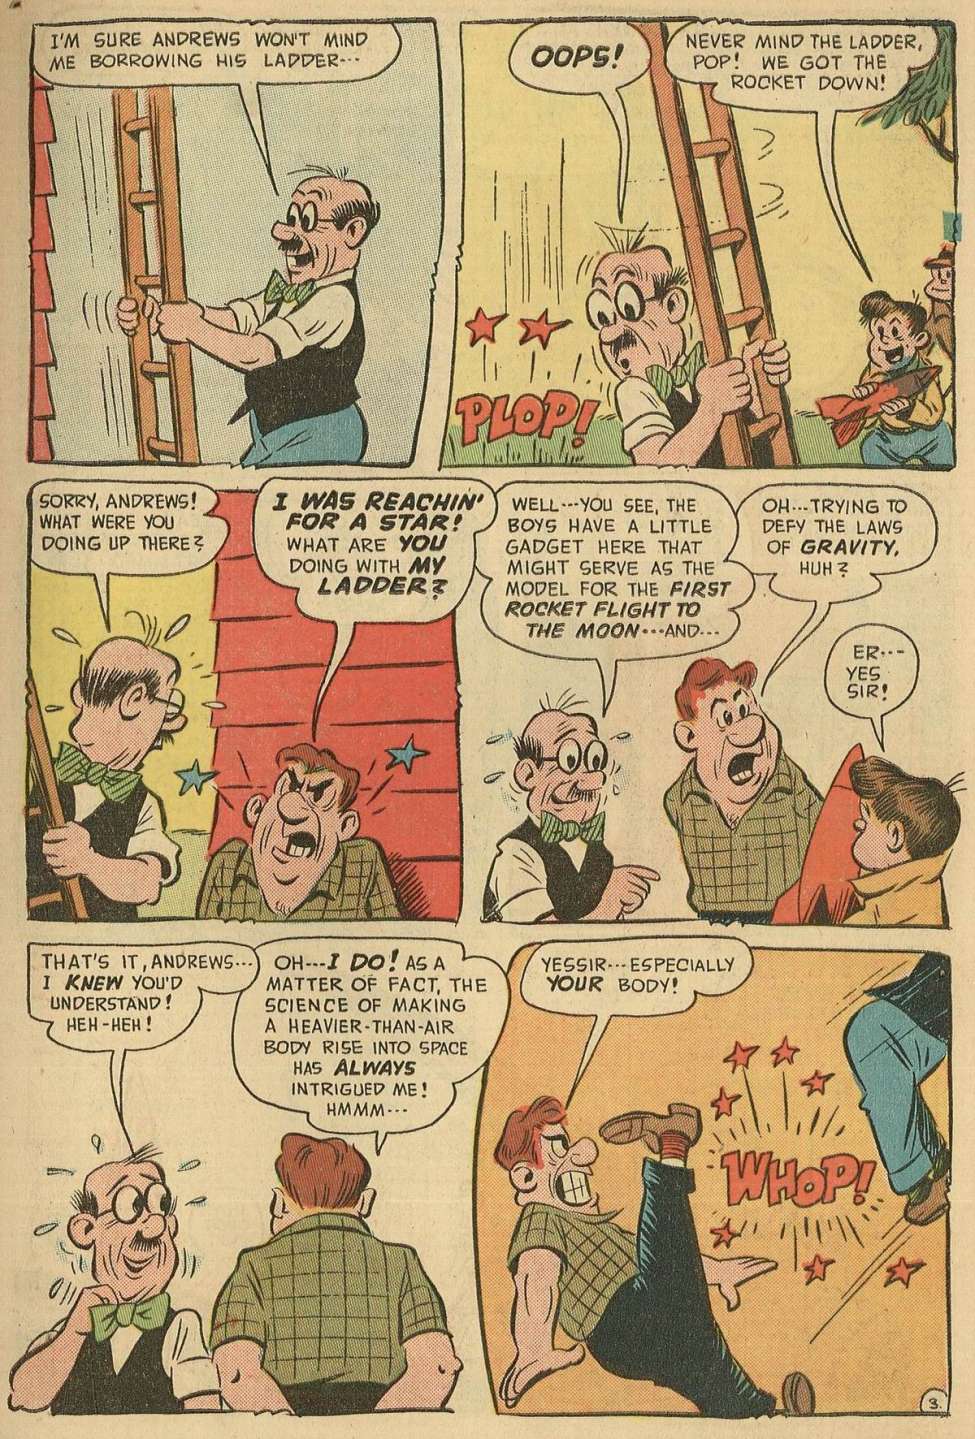 I'M SURE ANDREWS WON'T MIND
ME BORROWING HIS LADDER---
OOPS!
NEVER MIND THE LADDER,
POP! WE GOT THE
ROCKET DOWN!
PLOP!
SORRY, ANDREWS!
WHAT WERE YOU
DOING UP THERE?
I WAS REACHIN'
FOR A STAR!
WHAT ARE YOU
DOING WITH MY
LADDER?
WELL---YOU SEE, THE
BOYS HAVE A LITTLE
GADGET HERE THAT
MIGHT SERVE AS THE
MODEL FOR THE FIRST
ROCKET FLIGHT TO
THE MOON---AND---
OH---TRYING TO
DEFY THE LAWS
OF GRAVITY,
HUH?
ER---
YES
SIR!
THAT'S IT, ANDREWS---
I KNEW YOU'D
UNDERSTAND!
HEH-HEH!
OH---I DO! AS A
MATTER OF FACT, THE
SCIENCE OF MAKING
A HEAVIER-THAN-AIR
BODY RISE INTO SPACE
HAS ALWAYS
INTRIGUED ME!
HMMM---
YESSIR---ESPECIALLY
YOUR BODY!
WHOP!
3.